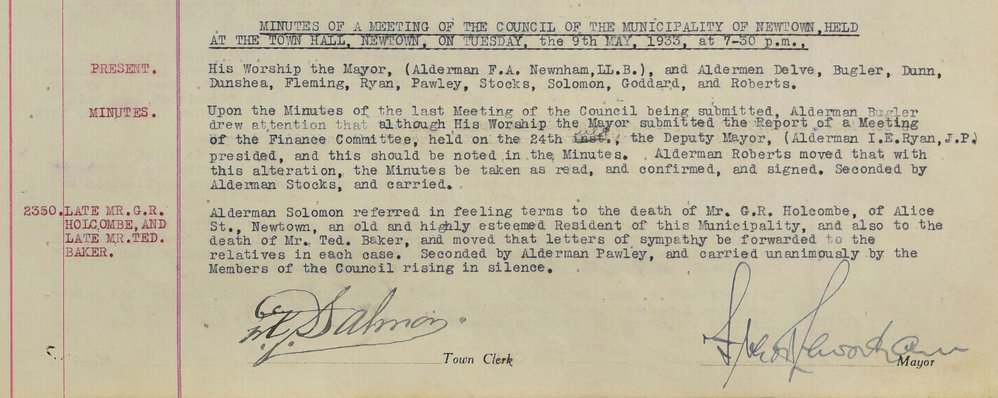 MINUTES OF A MEETING OF THE COUNCIL OF THE MUNICIPALITY OF NEWTOWN, HELD
AT THE TOWN HALL, NEWTOWN, ON TUESDAY, the 9th MAY, 1933, at 7-30 p.m.,
PRESENT.
His Worship the Mayor, (Alderman F.A. Newnham,LL.B.), and Aldermen Delve, Bugler, Dunn,
Dunshea, Fleming, Ryan, Pawley, Stocks, Solomon, Goddard, and Roberts.
MINUTES.
Upon the Minutes of the last Meeting of the Council being submitted, Alderman Bugler
drew attention that although His Worship the Mayor submitted the Report of a Meeting
of the Finance Committee, held on the 24th inst., the Deputy Mayor, (Alderman I.E.Ryan,J.P.)
presided, and this should be noted in the Minutes. Alderman Roberts moved that with
this alteration, the Minutes be taken as read, and confirmed, and signed. Seconded by
Alderman Stocks, and carried.
2350. LATE MR. G.R.
HOLCOMBE, AND
LATE MR. TED.
BAKER.
Alderman Solomon referred in feeling terms to the death of Mr. G.R. Holcombe, of Alice
St., Newtown, an old and highly esteemed Resident of this Municipality, and also to the
death of Mr. Ted. Baker, and moved that letters of sympathy be forwarded to the
relatives in each case. Seconded by Alderman Pawley, and carried unanimously by the
Members of the Council rising in silence.
Salmon.
Town Clerk
Mayor